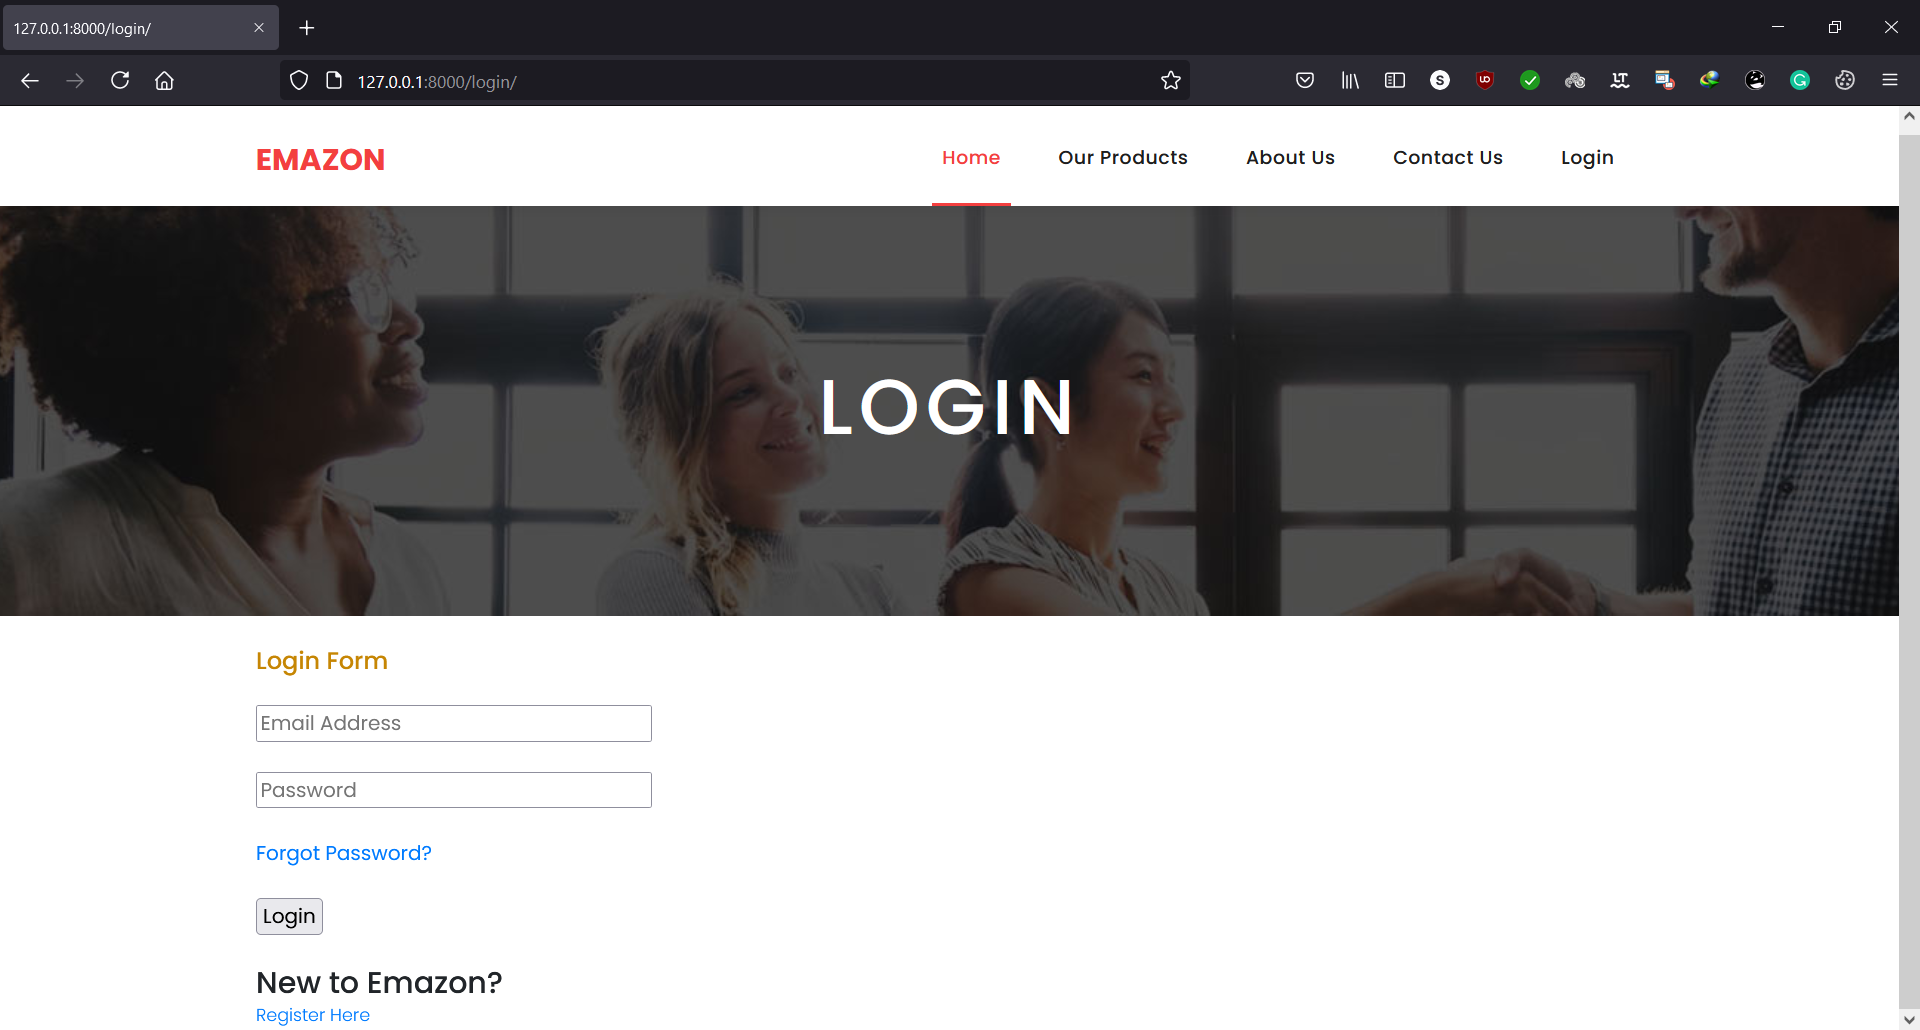 127.0.0.1:8000/login/
127.0.0.1:8000/login/
EMAZON
Home
Our Products
About Us
Contact Us
Login
LOGIN
Login Form
Email Address
Password
Forgot Password?
Login
New to Emazon?
Register Here